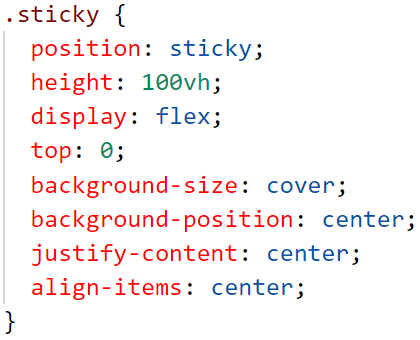 .sticky {
  position: sticky;
  height: 100vh;
  display: flex;
  top: 0;
  background-size: cover;
  background-position: center;
  justify-content: center;
  align-items: center;
}